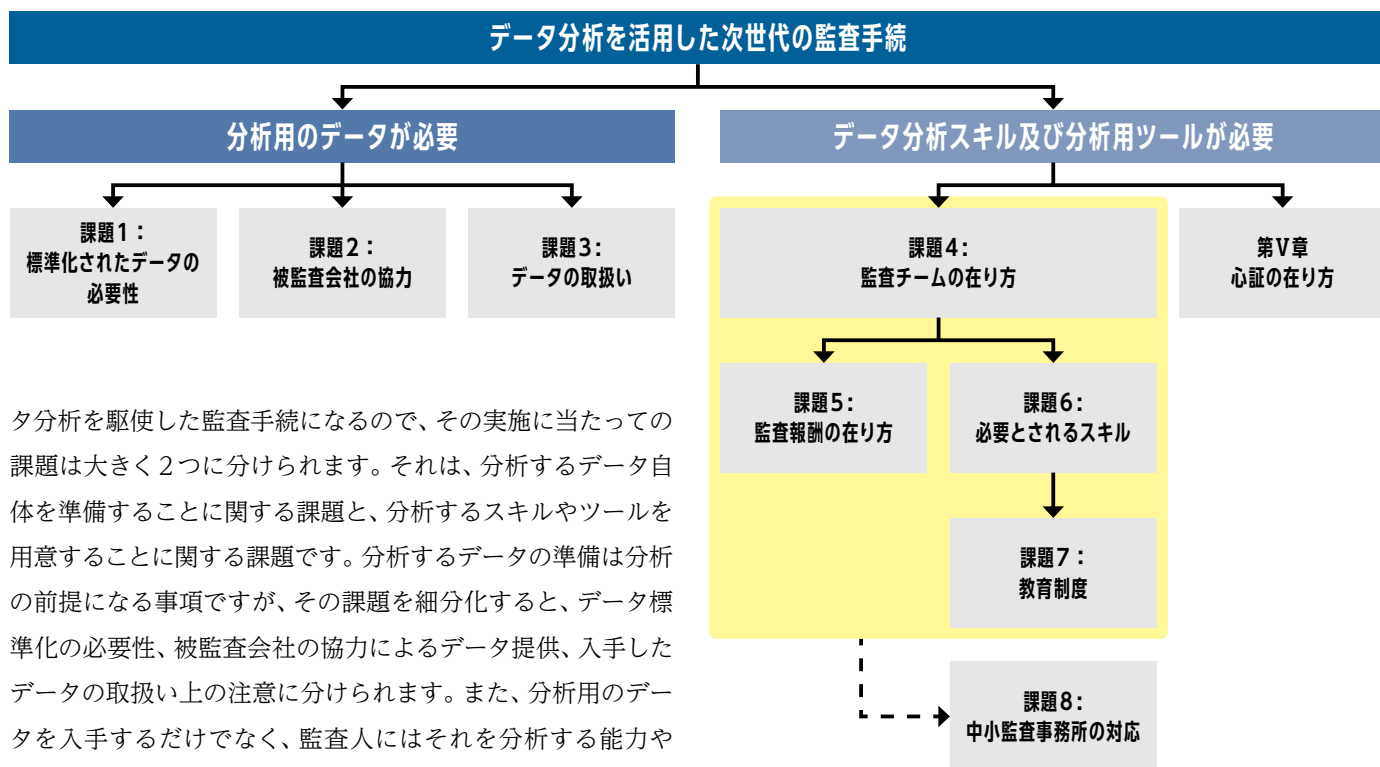 データ分析を活用した次世代の監査手続
分析用のデータが必要
データ分析スキル及び分析用ツールが必要
課題1：
標準化されたデータの
必要性
課題2：
被監査会社の協力
課題3：
データの取扱い
課題4：
監査チームの在り方
第Ⅴ章
心証の在り方
課題5：
監査報酬の在り方
課題6：
必要とされるスキル
課題7：
教育制度
課題8：
中小監査事務所の対応
タ分析を駆使した監査手続になるので、その実施に当たっての
課題は大きく２つに分けられます。それは、分析するデータ自
体を準備することに関する課題と、分析するスキルやツールを
用意することに関する課題です。分析するデータの準備は分析
の前提になる事項ですが、その課題を細分化すると、データ標
準化の必要性、被監査会社の協力によるデータ提供、入手した
データの取扱い上の注意に分けられます。また、分析用のデー
タを入手するだけでなく、監査人にはそれを分析する能力や